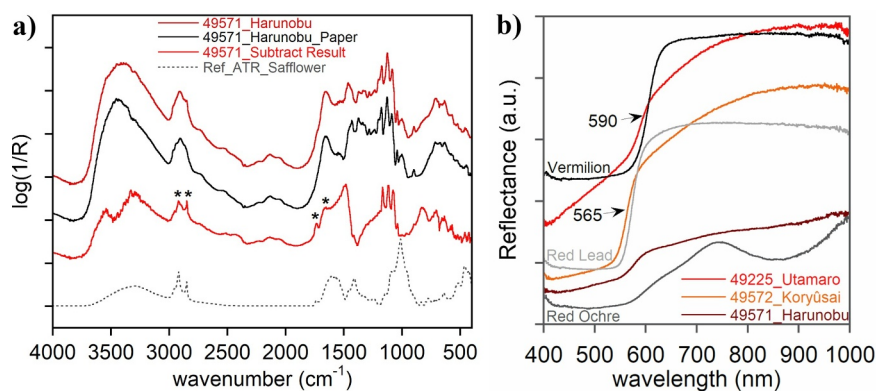 a)
49571_Harunobu
49571_Harunobu_Paper
49571_Subtract Result
Ref_ATR_Safflower
log(1/R)
* *
*
*
4000 3500 3000 2500 2000 1500 1000 500
wavenumber (cm⁻¹)
b)
Reflectance (a.u.)
590
Vermilion
565
Red Lead
49225_Utamaro
49572_Koryûsai
49571_Harunobu
Red Ochre
400 500 600 700 800 900 1000
wavelength (nm)